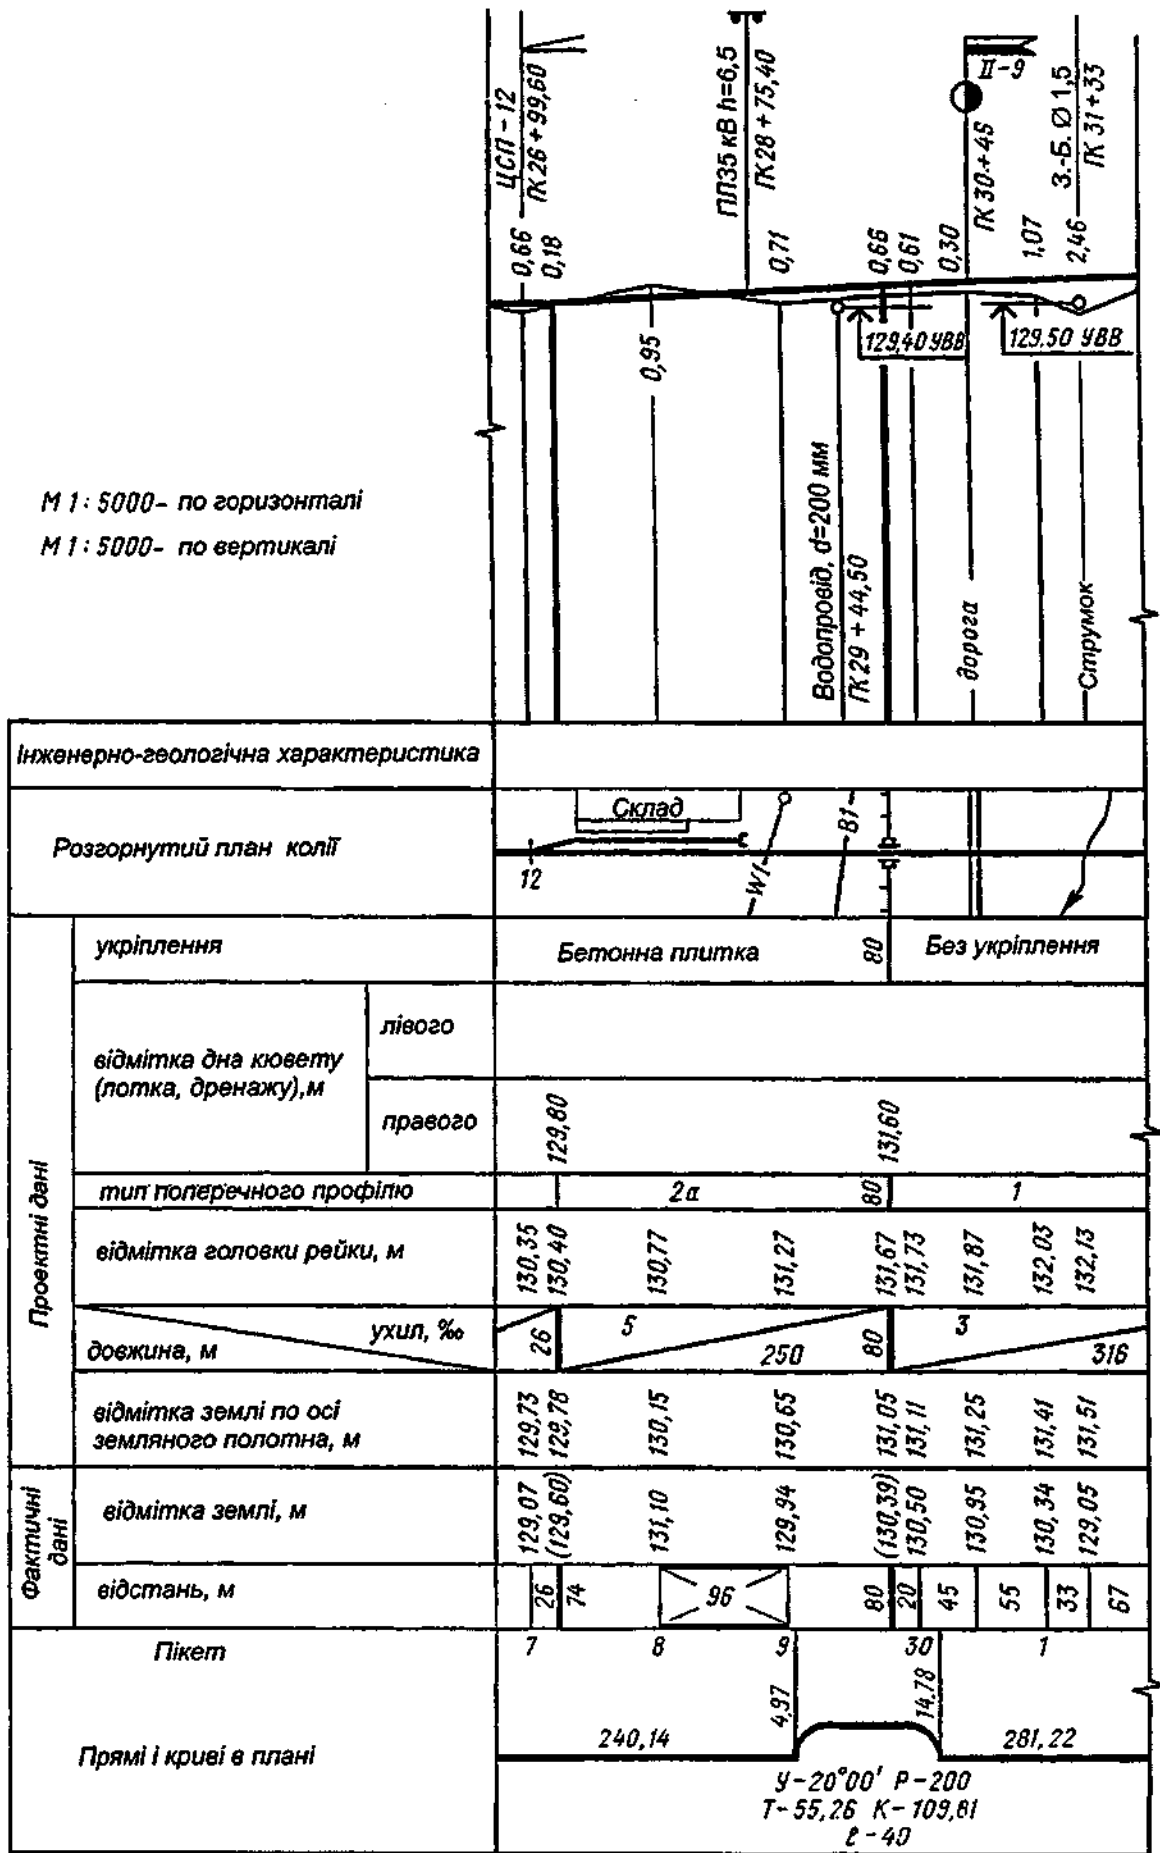 ЦСП-12
ПК26+99,60
ПЛ35 кВ h=6,5
ПК28+75,40
II-9
ПК30+45
З.-Б. Ø1,5
ПК 31+33
0,66
0,18
0,71
0,66
0,61
0,30
1,07
2,46
0,95
129,40 УВВ
129,50 УВВ
М 1:5000- по горизонталі
М 1:5000- по вертикалі
Водопровід, d=200 мм
ПК29+44,50
дорога
Струмок
Інженерно-геологічна характеристика
Розгорнутий план колії
Склад
12
W1
В1
Проектні дані
укріплення
Бетонна плитка
80
Без укріплення
відмітка дна кювету
(лотка, дренажу),м
лівого
правого
129,80
131,60
тип поперечного профілю
2а
80
1
відмітка головки рейки, м
130,35
130,40
130,77
131,27
131,67
131,73
131,87
132,03
132,13
ухил, ‰
довжина, м
26
5
250
80
3
316
відмітка землі по осі
земляного полотна, м
129,73
129,78
130,15
130,65
131,05
131,11
131,25
131,41
131,51
Фактичні
дані
відмітка землі, м
129,07
(129,60)
131,10
129,94
(130,39)
130,50
130,95
130,34
129,05
відстань, м
26
74
96
80
20
45
55
33
67
Пікет
7
8
9
30
1
Прямі і криві в плані
240,14
4,97
14,78
281,22
У-20°00' Р-200
Т-55,26 К-109,81
ℓ-40